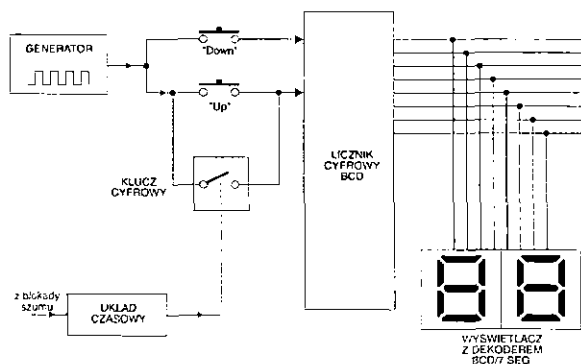 GENERATOR
"Down"
"Up"
KLUCZ
CYFROWY
LICZNIK
CYFROWY
BCD
z blokady
szumu
UKŁAD
CZASOWY
WYŚWIETLACZ
Z DEKODEREM
BCD/7 SEG